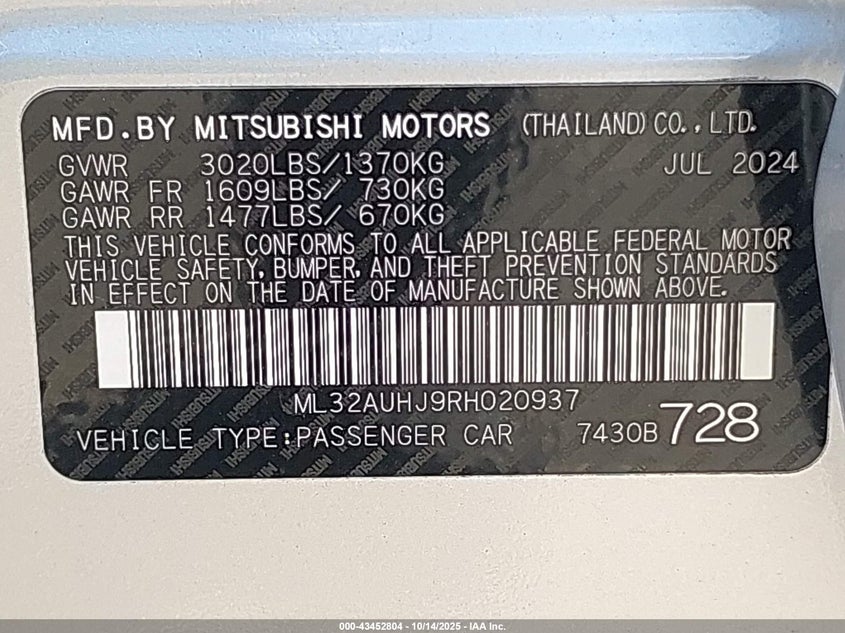 MFD.BY MITSUBISHI MOTORS (THAILAND) CO.,LTD.
GVWR 3020LBS/1370KG JUL 2024
GAWR FR 1609LBS/ 730KG
GAWR RR 1477LBS/ 670KG
THIS VEHICLE CONFORMS TO ALL APPLICABLE FEDERAL MOTOR
VEHICLE SAFETY, BUMPER, AND THEFT PREVENTION STANDARDS
IN EFFECT ON THE DATE OF MANUFACTURE SHOWN ABOVE.
ML32AUHJ9RH020937
VEHICLE TYPE:PASSENGER CAR 7430B 728
000-43452804 | 10/14/2025 - IAA Inc.